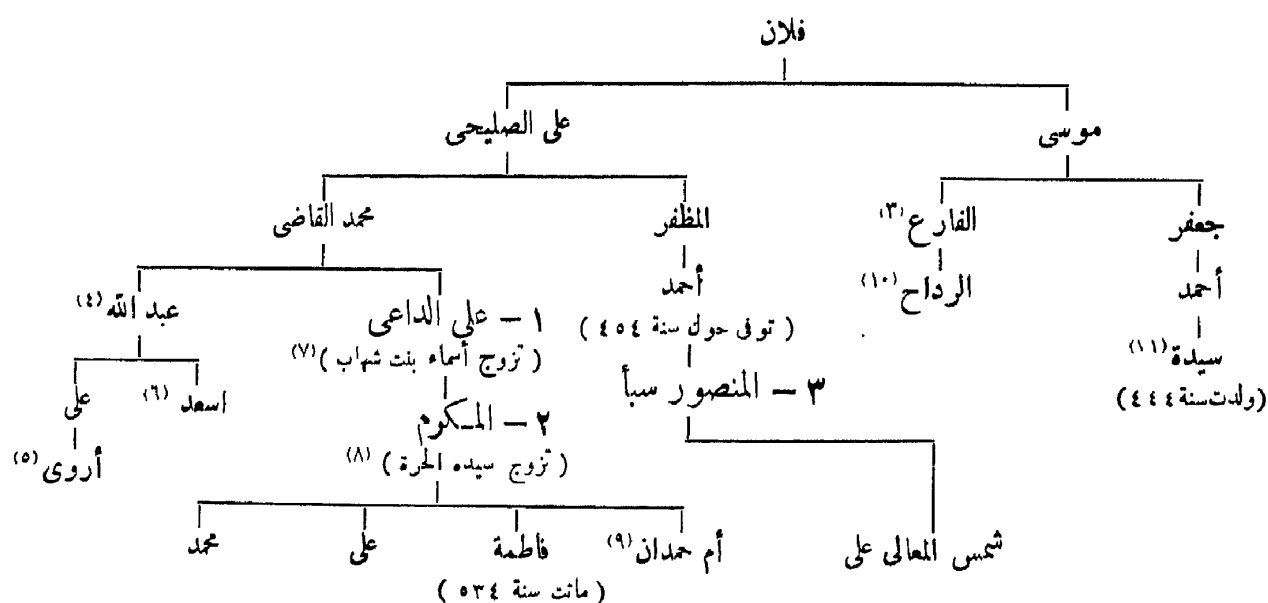 فلان
موسى على الصليحى
جعفر الفارع (٣) المظفر محمد القاضى
أحمد الرداح (١٠) أحمد ١ – على الداعى عبد الله (٤)
سيدة (١١) ( توفى حول سنة ٤٥٤ ) ( تزوج أسماء بنت شهاب ) (٧)
(ولدت سنة ٤٤٤) ٣ – المنصور سبأ ٢ – المكرم اسعد (٦) على
( تزوج سيده الحرة ) (٨) أروى (٥)
شمس المعالى على أم حمدان (٩) فاطمة على محمد
( ماتت سنة ٥٣٤ )